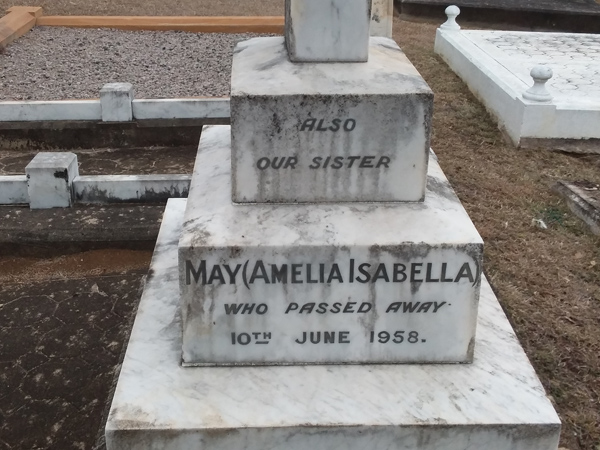 ALSO
OUR SISTER
MAY (AMELIA ISABELLA)
WHO PASSED AWAY
10TH JUNE 1958.